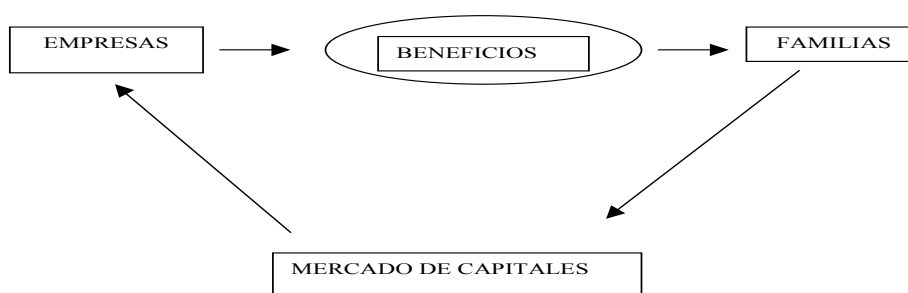 EMPRESAS
BENEFICIOS
FAMILIAS
MERCADO DE CAPITALES